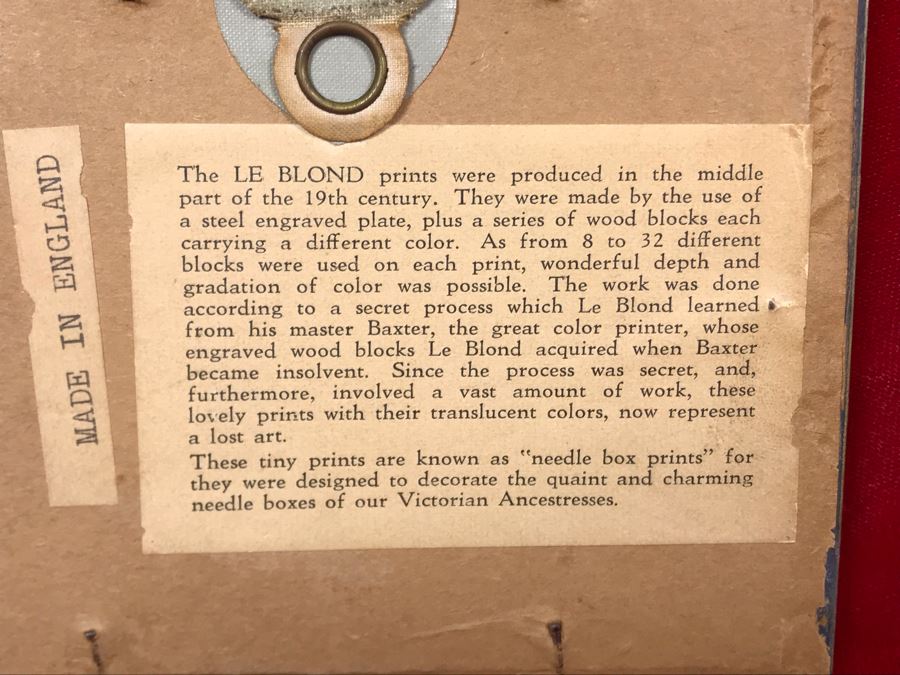 MADE IN ENGLAND
The LE BLOND prints were produced in the middle
part of the 19th century. They were made by the use of
a steel engraved plate, plus a series of wood blocks each
carrying a different color. As from 8 to 32 different
blocks were used on each print, wonderful depth and
gradation of color was possible. The work was done
according to a secret process which Le Blond learned
from his master Baxter, the great color printer, whose
engraved wood blocks Le Blond acquired when Baxter
became insolvent. Since the process was secret, and,
furthermore, involved a vast amount of work, these
lovely prints with their translucent colors, now represent
a lost art.
These tiny prints are known as "needle box prints" for
they were designed to decorate the quaint and charming
needle boxes of our Victorian Ancestresses.